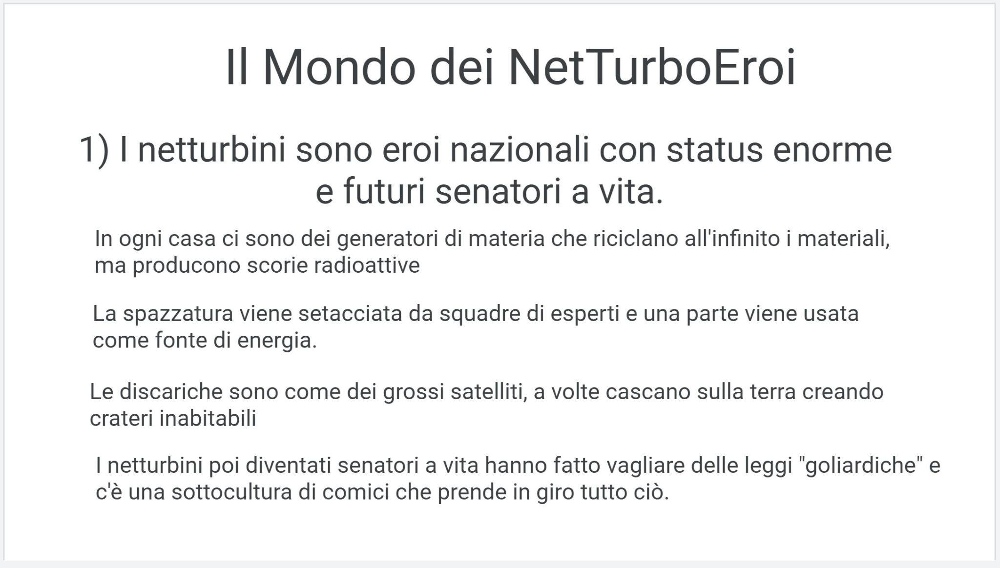 Il Mondo dei NetTurboEroi
1) I netturbini sono eroi nazionali con status enorme
e futuri senatori a vita.
In ogni casa ci sono dei generatori di materia che riciclano all'infinito i materiali,
ma producono scorie radioattive
La spazzatura viene setacciata da squadre di esperti e una parte viene usata
come fonte di energia.
Le discariche sono come dei grossi satelliti, a volte cascano sulla terra creando
crateri inabitabili
I netturbini poi diventati senatori a vita hanno fatto vagliare delle leggi "goliardiche" e
c'è una sottocultura di comici che prende in giro tutto ciò.